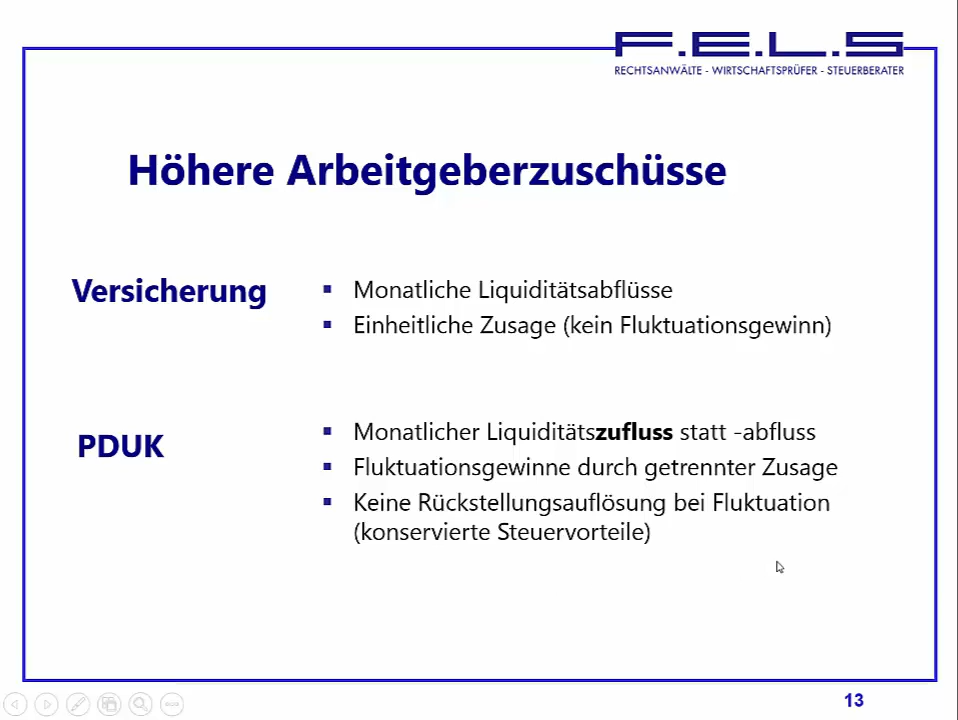 F.E.L.S
RECHTSANWÄLTE - WIRTSCHAFTSPRÜFER - STEUERBERATER
Höhere Arbeitgeberzuschüsse
Versicherung
▪ Monatliche Liquiditätsabflüsse
▪ Einheitliche Zusage (kein Fluktuationsgewinn)
PDUK
▪ Monatlicher Liquiditätszufluss statt -abfluss
▪ Fluktuationsgewinne durch getrennter Zusage
▪ Keine Rückstellungsauflösung bei Fluktuation
(konservierte Steuervorteile)
13